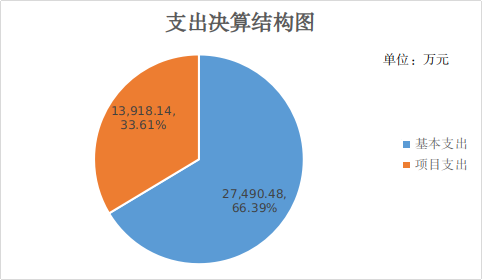 支出决算结构图
单位：万元
13,918.14,
33.61%
27,490.48,
66.39%
基本支出
项目支出